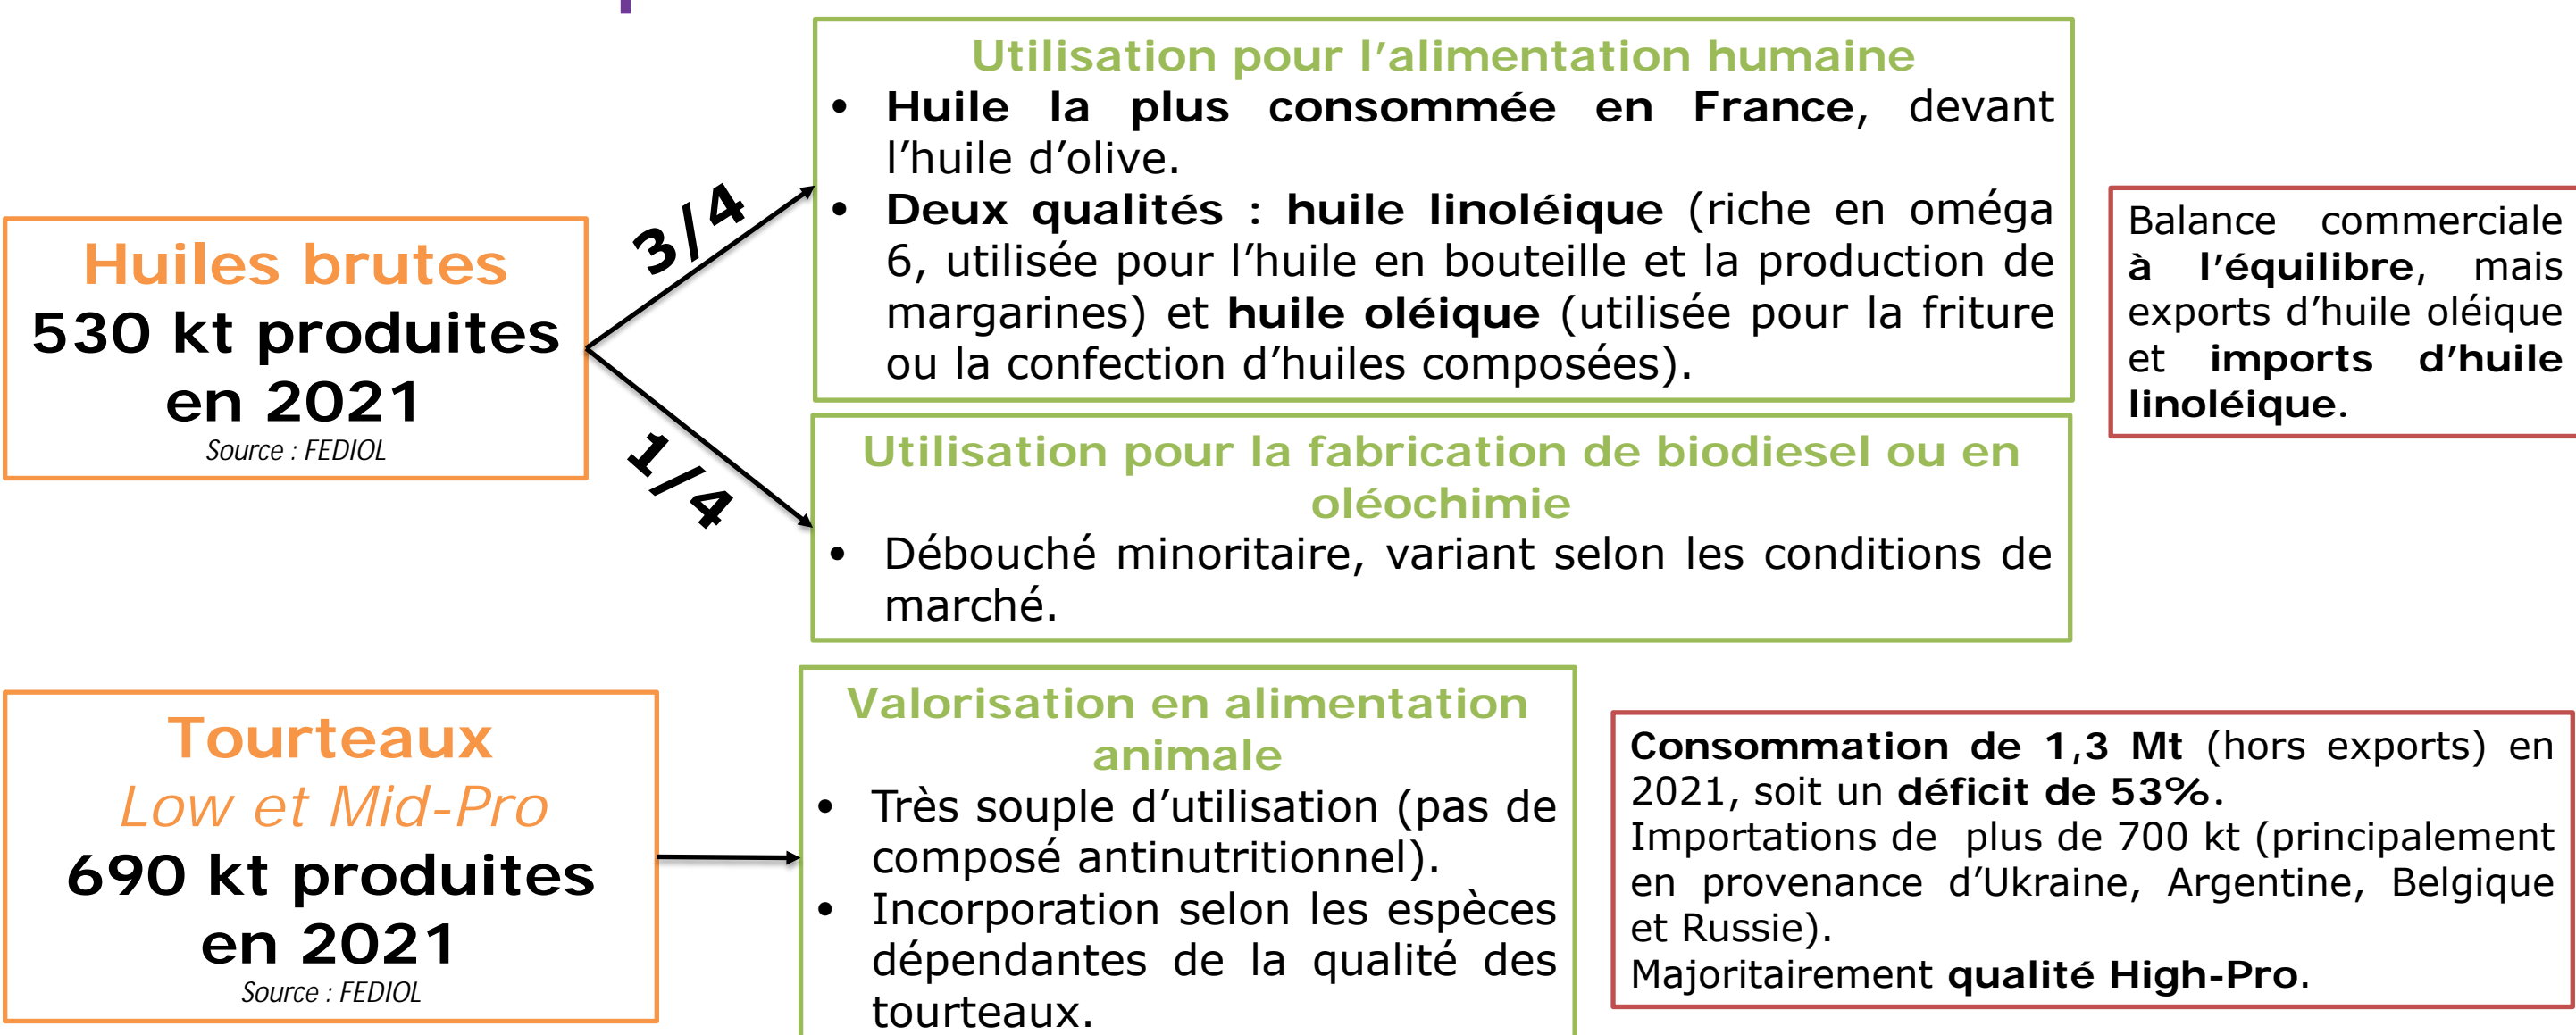 Huiles brutes
530 kt produites
en 2021
Source : FEDIOL
3/4
1/4
Utilisation pour l’alimentation humaine
• Huile la plus consommée en France, devant
l’huile d’olive.
• Deux qualités : huile linoléique (riche en oméga
6, utilisée pour l’huile en bouteille et la production de
margarines) et huile oléique (utilisée pour la friture
ou la confection d’huiles composées).
Utilisation pour la fabrication de biodiesel ou en
oléochimie
• Débouché minoritaire, variant selon les conditions de
marché.
Balance commerciale
à l’équilibre, mais
exports d’huile oléique
et imports d’huile
linoléique.
Tourteaux
Low et Mid-Pro
690 kt produites
en 2021
Source : FEDIOL
Valorisation en alimentation
animale
• Très souple d’utilisation (pas de
composé antinutritionnel).
• Incorporation selon les espèces
dépendantes de la qualité des
tourteaux.
Consommation de 1,3 Mt (hors exports) en
2021, soit un déficit de 53%.
Importations de plus de 700 kt (principalement
en provenance d’Ukraine, Argentine, Belgique
et Russie).
Majoritairement qualité High-Pro.